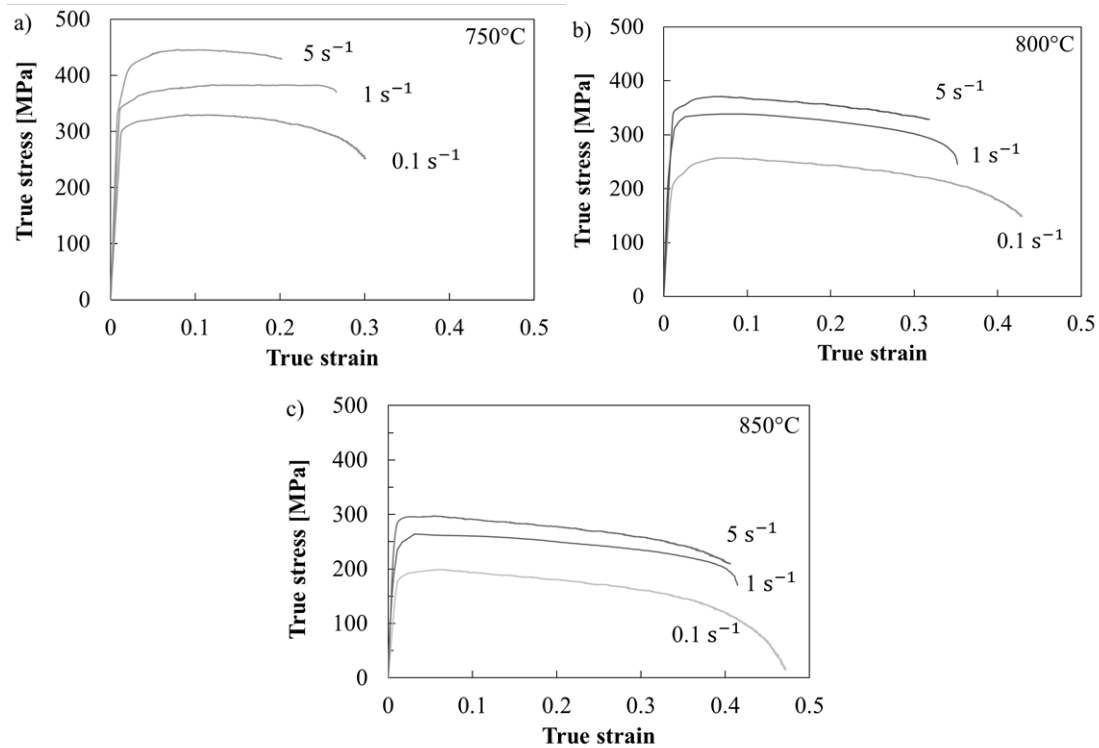 a)
750°C
500
400
300
200
100
0
True stress [MPa]
5 s⁻¹
1 s⁻¹
0.1 s⁻¹
0 0.1 0.2 0.3 0.4 0.5
True strain
b)
800°C
500
400
300
200
100
0
True stress [MPa]
5 s⁻¹
1 s⁻¹
0.1 s⁻¹
0 0.1 0.2 0.3 0.4 0.5
True strain
c)
850°C
500
400
300
200
100
0
True stress [MPa]
5 s⁻¹
1 s⁻¹
0.1 s⁻¹
0 0.1 0.2 0.3 0.4 0.5
True strain